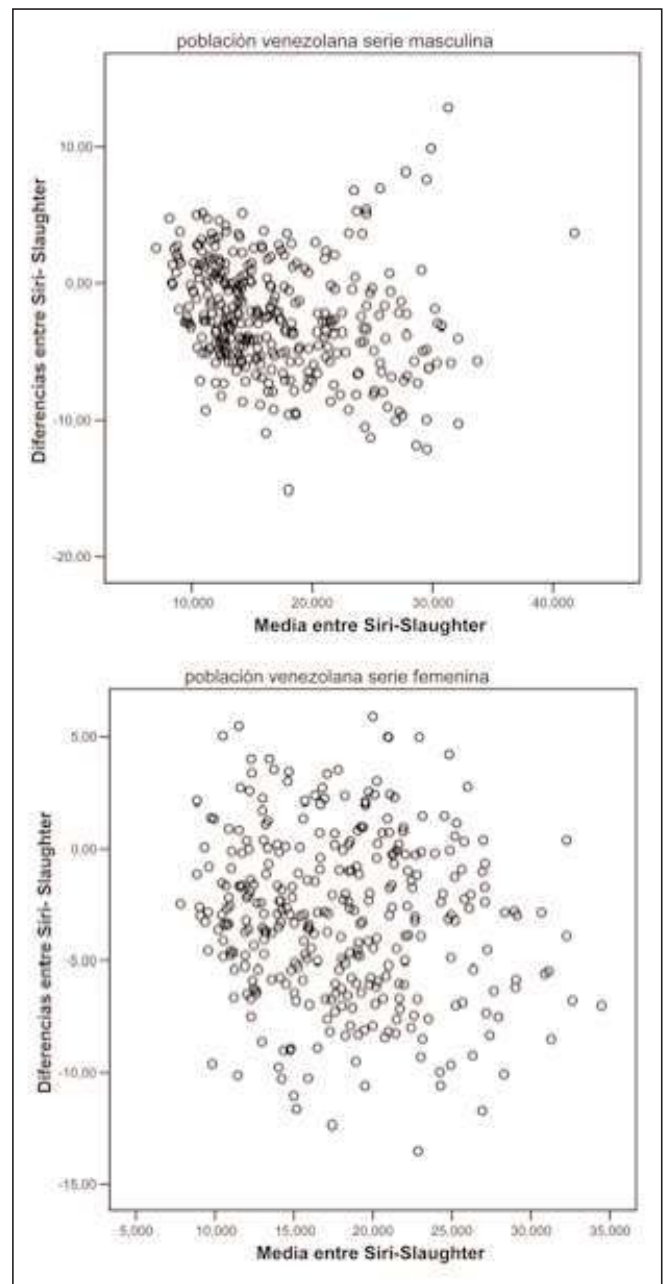 población venezolana serie masculina
10.00
0.00
-10.00
-20.00
Diferencias entre Siri- Slaughter
10,000 20,000 30,000 40,000
Media entre Siri-Slaughter
población venezolana serie femenina
5.00
0.00
-5.00
-10.00
-15.00
Diferencias entre Siri- Slaughter
5,000 10,000 15,000 20,000 25,000 30,000 35,000
Media entre Siri-Slaughter